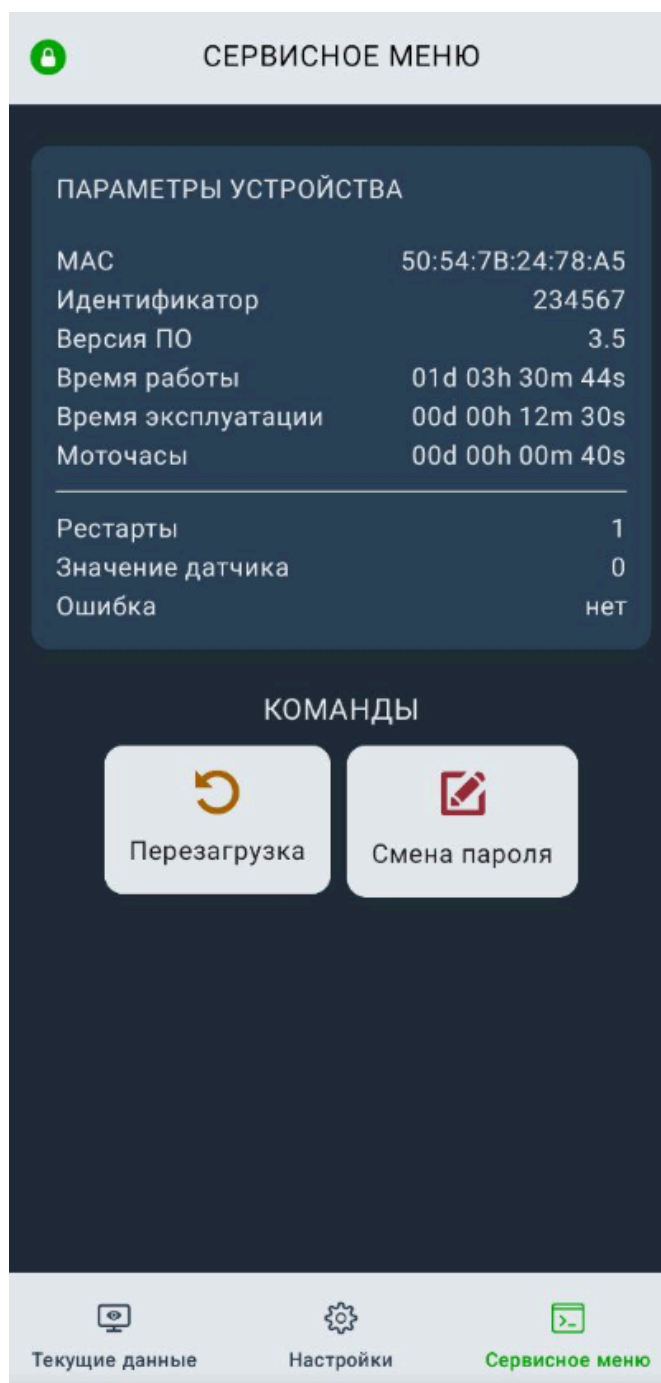 СЕРВИСНОЕ МЕНЮ
ПАРАМЕТРЫ УСТРОЙСТВА
MAC 50:54:7B:24:78:A5
Идентификатор 234567
Версия ПО 3.5
Время работы 01d 03h 30m 44s
Время эксплуатации 00d 00h 12m 30s
Моточасы 00d 00h 00m 40s
Рестарты 1
Значение датчика 0
Ошибка нет
КОМАНДЫ
Перезагрузка Смена пароля
Текущие данные Настройки Сервисное меню